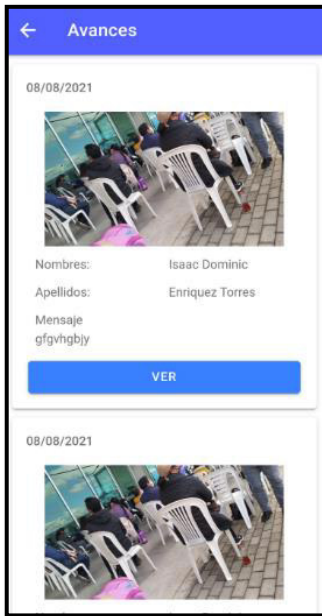 Avances
08/08/2021
Nombres: Isaac Dominic
Apellidos: Enriquez Torres
Mensaje
gfgvhgbjy
VER
08/08/2021